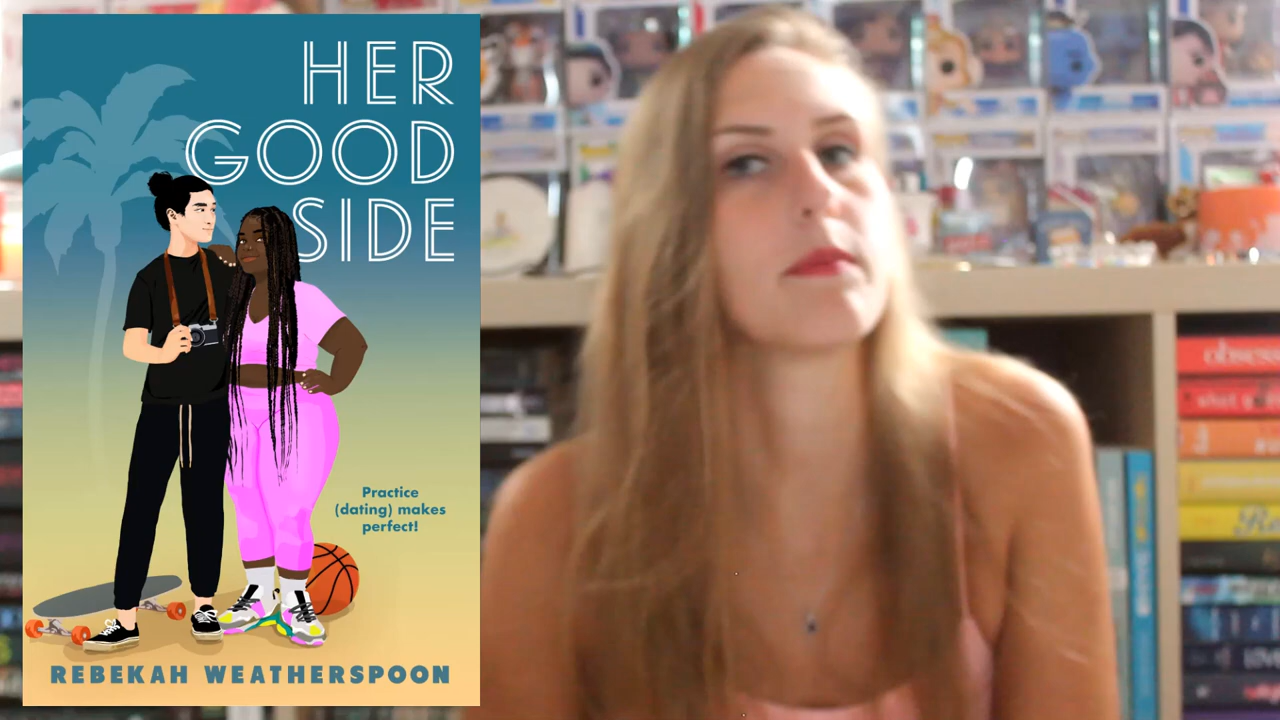 HER
GOOD
SIDE
Practice
(dating) makes
perfect!
REBEKAH WEATHERSPOON